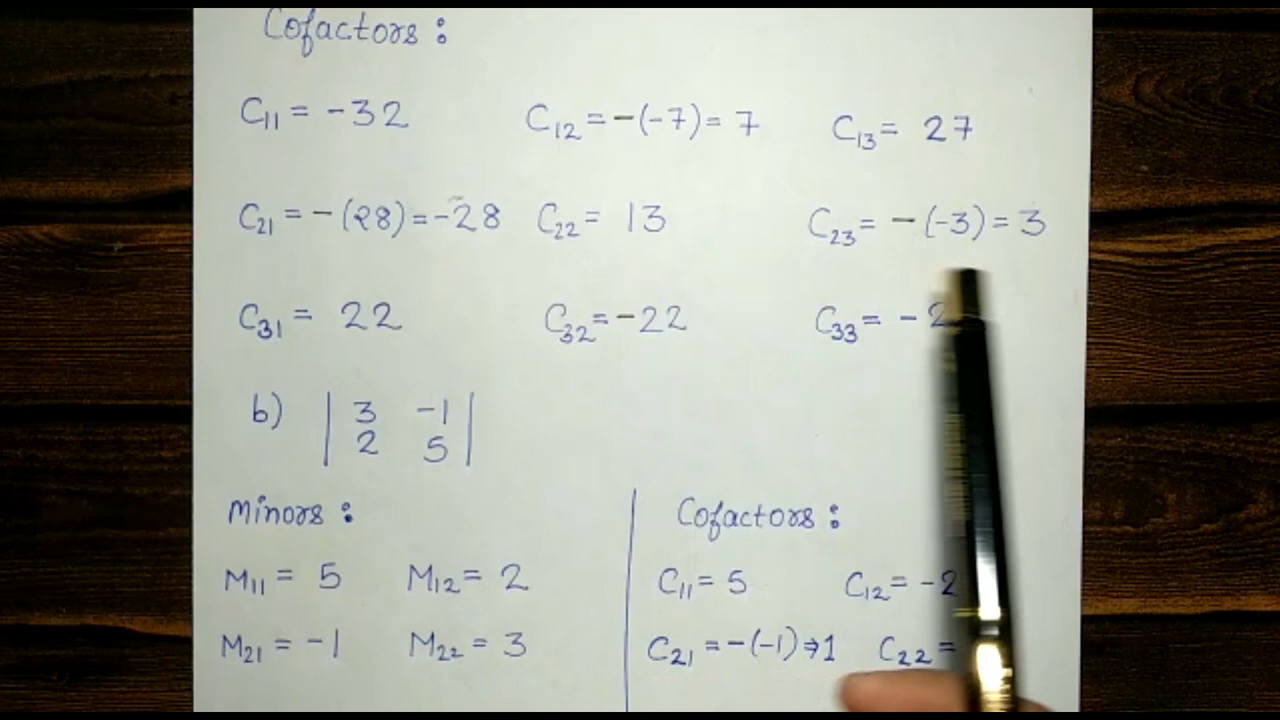 Cofactors :
C₁₁ = -32 C₁₂ = -(-7) = 7 C₁₃ = 27
C₂₁ = -(28) = -28 C₂₂ = 13 C₂₃ = -(-3) = 3
C₃₁ = 22 C₃₂ = -22 C₃₃ = -2
b) | 3 -1 |
| 2 5 |
Minors : Cofactors :
M₁₁ = 5 M₁₂ = 2 C₁₁ = 5 C₁₂ = -2
M₂₁ = -1 M₂₂ = 3 C₂₁ = -(-1) ⇒ 1 C₂₂ =